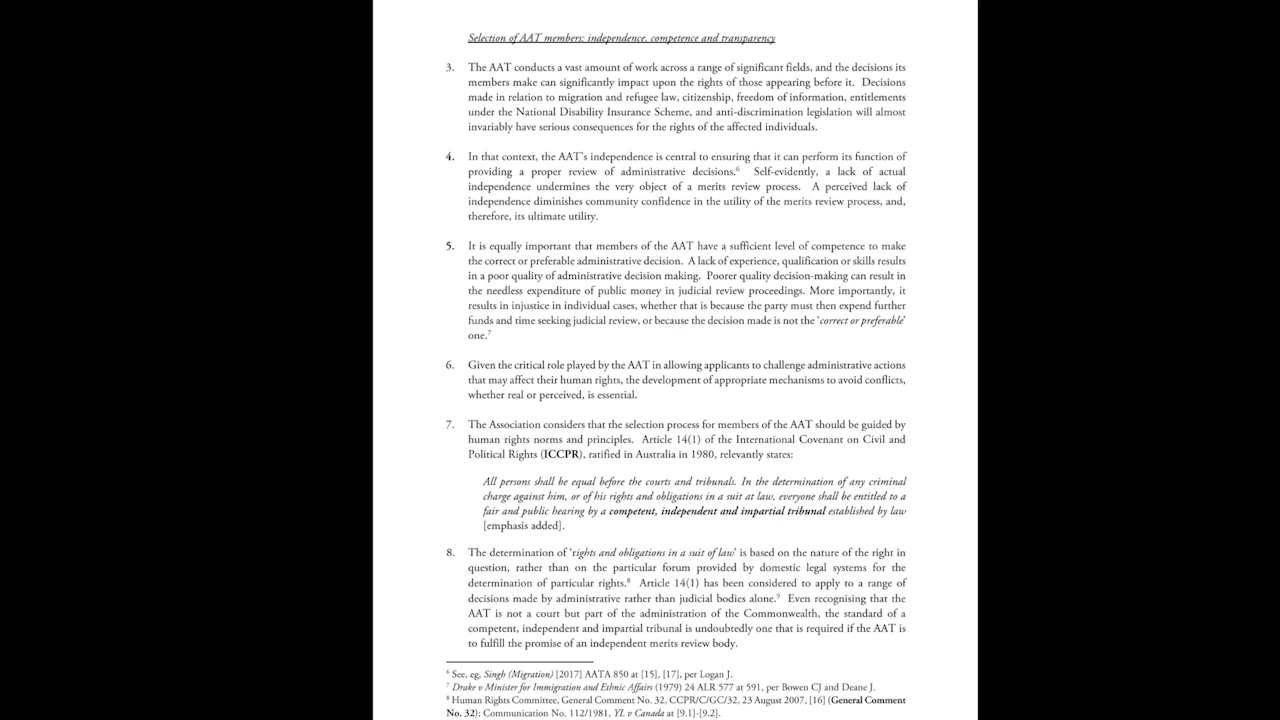 Selection of AAT members: independence, competence and transparency
3. The AAT conducts a vast amount of work across a range of significant fields, and the decisions its
members make can significantly impact upon the rights of those appearing before it. Decisions
made in relation to migration and refugee law, citizenship, freedom of information, entitlements
under the National Disability Insurance Scheme, and anti-discrimination legislation will almost
invariably have serious consequences for the rights of the affected individuals.
4. In that context, the AAT's independence is central to ensuring that it can perform its function of
providing a proper review of administrative decisions.6 Self-evidently, a lack of actual
independence undermines the very object of a merits review process. A perceived lack of
independence diminishes community confidence in the utility of the merits review process, and,
therefore, its ultimate utility.
5. It is equally important that members of the AAT have a sufficient level of competence to make
the correct or preferable administrative decision. A lack of experience, qualification or skills results
in a poor quality of administrative decision making. Poorer quality decision-making can result in
the needless expenditure of public money in judicial review proceedings. More importantly, it
results in injustice in individual cases, whether that is because the party must then expend further
funds and time seeking judicial review, or because the decision made is not the 'correct or preferable'
one.7
6. Given the critical role played by the AAT in allowing applicants to challenge administrative actions
that may affect their human rights, the development of appropriate mechanisms to avoid conflicts,
whether real or perceived, is essential.
7. The Association considers that the selection process for members of the AAT should be guided by
human rights norms and principles. Article 14(1) of the International Covenant on Civil and
Political Rights (ICCPR), ratified in Australia in 1980, relevantly states:
All persons shall be equal before the courts and tribunals. In the determination of any criminal
charge against him, or of his rights and obligations in a suit at law, everyone shall be entitled to a
fair and public hearing by a competent, independent and impartial tribunal established by law
[emphasis added].
8. The determination of 'rights and obligations in a suit of law' is based on the nature of the right in
question, rather than on the particular forum provided by domestic legal systems for the
determination of particular rights.8 Article 14(1) has been considered to apply to a range of
decisions made by administrative rather than judicial bodies alone.9 Even recognising that the
AAT is not a court but part of the administration of the Commonwealth, the standard of a
competent, independent and impartial tribunal is undoubtedly one that is required if the AAT is
to fulfill the promise of an independent merits review body.
6 See, eg, Singh (Migration) [2017] AATA 850 at [15], [17], per Logan J.
7 Drake v Minister for Immigration and Ethnic Affairs (1979) 24 ALR 577 at 591, per Bowen CJ and Deane J.
8 Human Rights Committee, General Comment No. 32, CCPR/C/GC/32, 23 August 2007, [16] (General Comment
No. 32); Communication No. 112/1981, YL v Canada at [9.1]-[9.2].